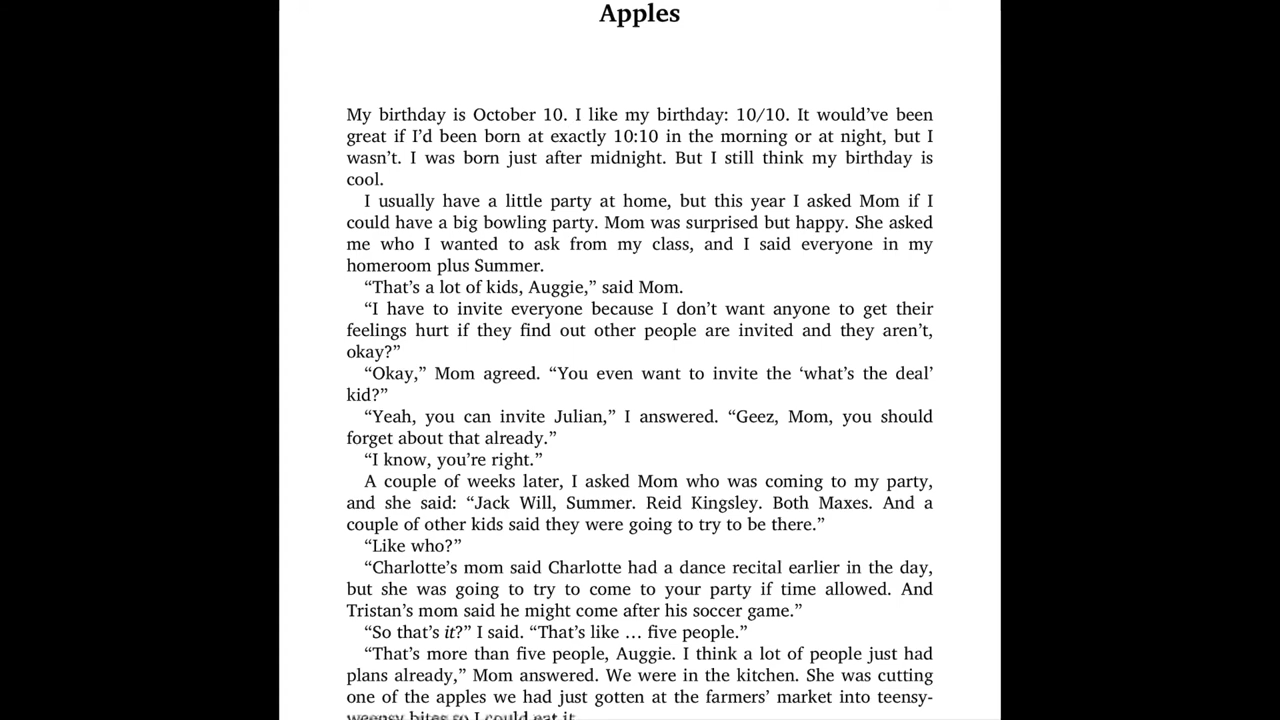 Apples
My birthday is October 10. I like my birthday: 10/10. It would’ve been
great if I’d been born at exactly 10:10 in the morning or at night, but I
wasn’t. I was born just after midnight. But I still think my birthday is
cool.
I usually have a little party at home, but this year I asked Mom if I
could have a big bowling party. Mom was surprised but happy. She asked
me who I wanted to ask from my class, and I said everyone in my
homeroom plus Summer.
“That’s a lot of kids, Auggie,” said Mom.
“I have to invite everyone because I don’t want anyone to get their
feelings hurt if they find out other people are invited and they aren’t,
okay?”
“Okay,” Mom agreed. “You even want to invite the ‘what’s the deal’
kid?”
“Yeah, you can invite Julian,” I answered. “Geez, Mom, you should
forget about that already.”
“I know, you’re right.”
A couple of weeks later, I asked Mom who was coming to my party,
and she said: “Jack Will, Summer. Reid Kingsley. Both Maxes. And a
couple of other kids said they were going to try to be there.”
“Like who?”
“Charlotte’s mom said Charlotte had a dance recital earlier in the day,
but she was going to try to come to your party if time allowed. And
Tristan’s mom said he might come after his soccer game.”
“So that’s it?” I said. “That’s like … five people.”
“That’s more than five people, Auggie. I think a lot of people just had
plans already,” Mom answered. We were in the kitchen. She was cutting
one of the apples we had just gotten at the farmers’ market into teensy-
weensy bites so I could eat it.